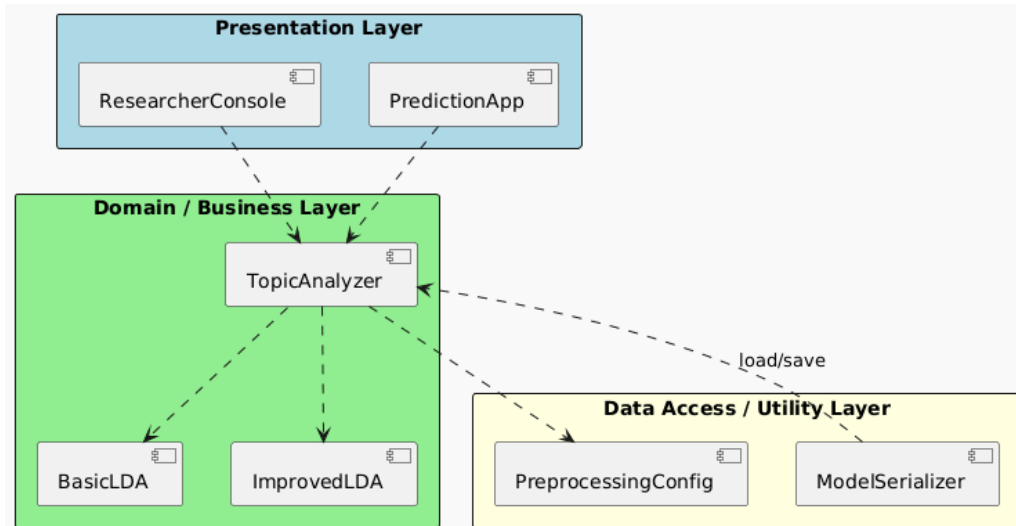 Presentation Layer
ResearcherConsole
PredictionApp
Domain / Business Layer
TopicAnalyzer
load/save
Data Access / Utility Layer
BasicLDA
ImprovedLDA
PreprocessingConfig
ModelSerializer